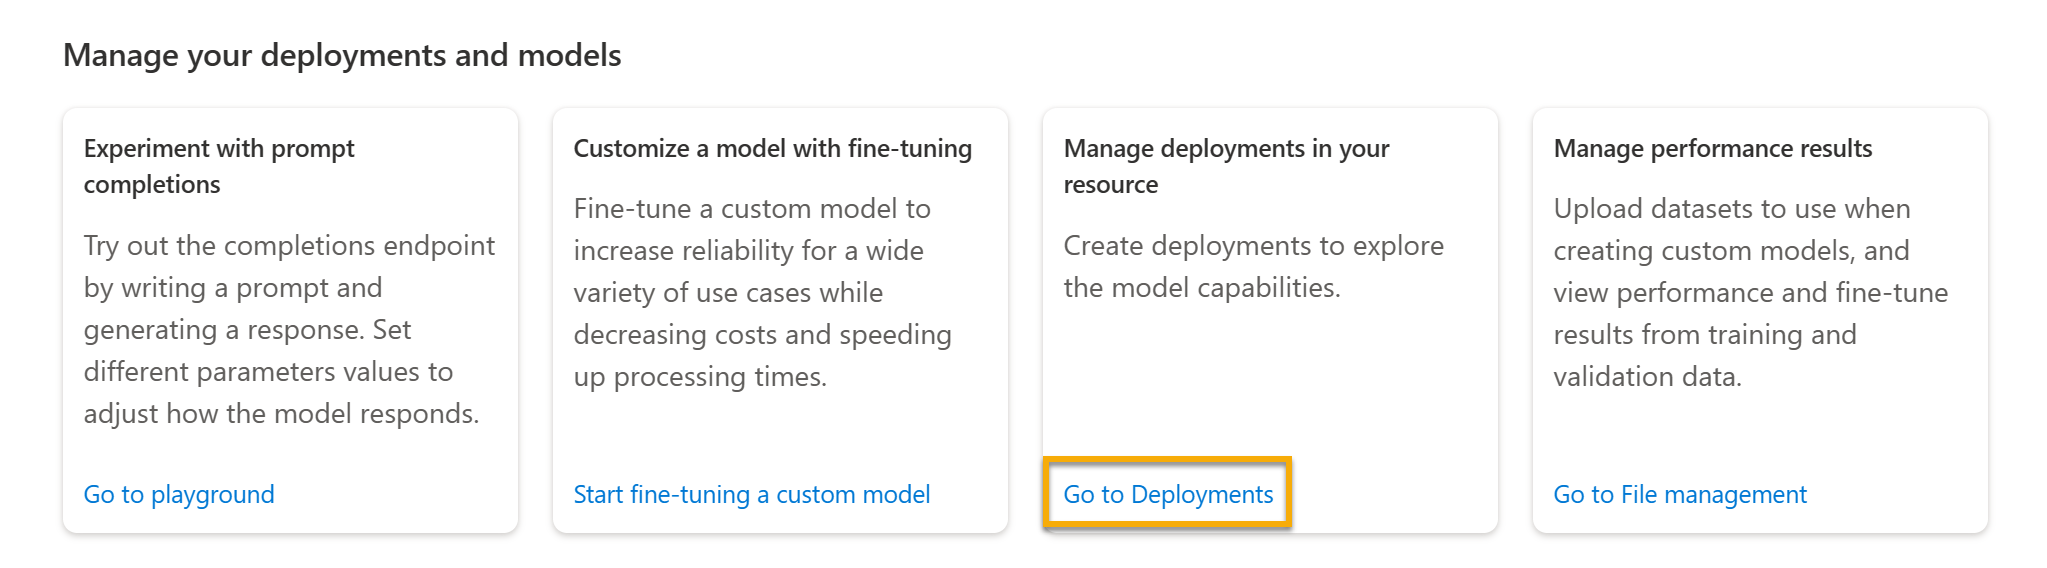 Manage your deployments and models
Experiment with prompt
completions
Try out the completions endpoint
by writing a prompt and
generating a response. Set
different parameters values to
adjust how the model responds.
Go to playground
Customize a model with fine-tuning
Fine-tune a custom model to
increase reliability for a wide
variety of use cases while
decreasing costs and speeding
up processing times.
Start fine-tuning a custom model
Manage deployments in your
resource
Create deployments to explore
the model capabilities.
Go to Deployments
Manage performance results
Upload datasets to use when
creating custom models, and
view performance and fine-tune
results from training and
validation data.
Go to File management